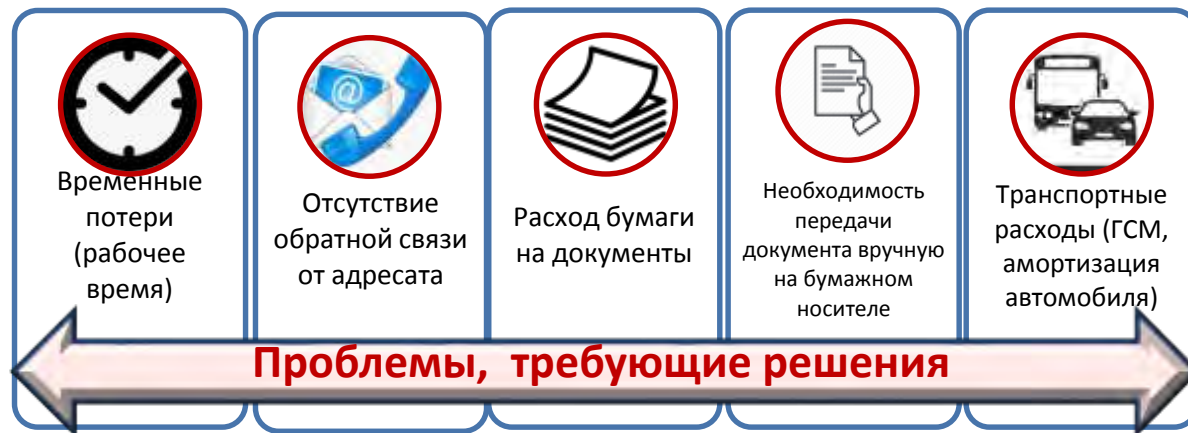 Временные
потери
(рабочее
время)
Отсутствие
обратной связи
от адресата
Расход бумаги
на документы
Необходимость
передачи
документа вручную
на бумажном
носителе
Транспортные
расходы (ГСМ,
амортизация
автомобиля)
Проблемы, требующие решения